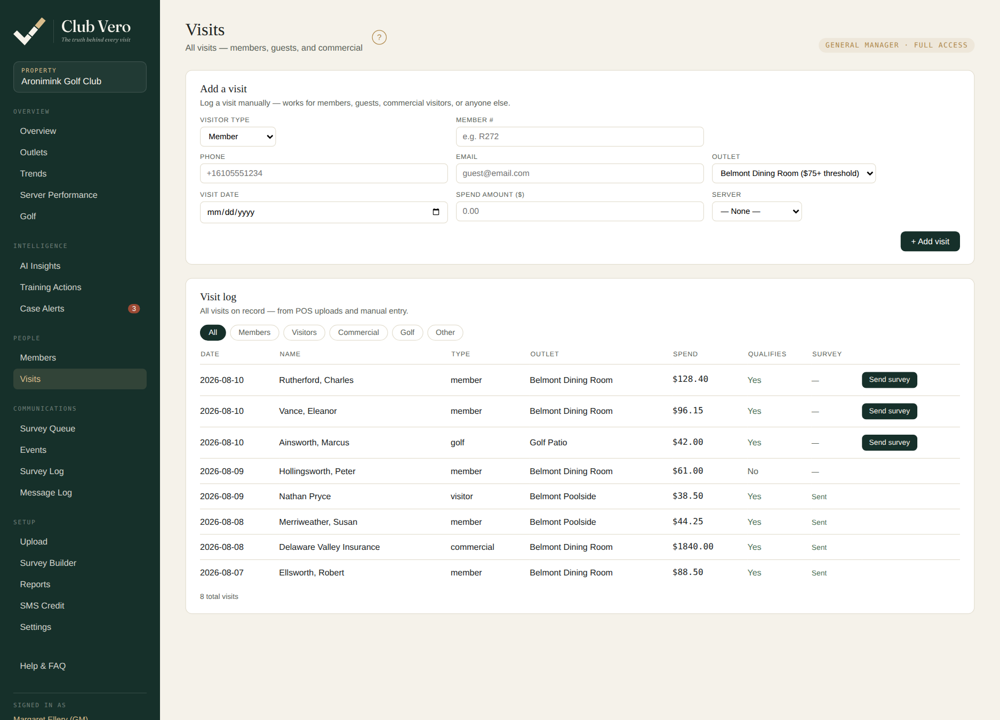 Club Vero
The truth behind every visit
PROPERTY
Aronimink Golf Club
OVERVIEW
Overview
Outlets
Trends
Server Performance
Golf
INTELLIGENCE
AI Insights
Training Actions
Case Alerts 3
PEOPLE
Members
Visits
COMMUNICATIONS
Survey Queue
Events
Survey Log
Message Log
SETUP
Upload
Survey Builder
Reports
SMS Credit
Settings
Help & FAQ
SIGNED IN AS
Margaret Ellery (GM)
Visits
All visits — members, guests, and commercial
?
GENERAL MANAGER · FULL ACCESS
Add a visit
Log a visit manually — works for members, guests, commercial visitors, or anyone else.
VISITOR TYPE MEMBER #
Member e.g. R272
PHONE EMAIL OUTLET
+16105551234 guest@email.com Belmont Dining Room ($75+ threshold)
VISIT DATE SPEND AMOUNT ($) SERVER
mm/dd/yyyy 0.00 — None —
+ Add visit
Visit log
All visits on record — from POS uploads and manual entry.
All Members Visitors Commercial Golf Other
DATE NAME TYPE OUTLET SPEND QUALIFIES SURVEY
2026-08-10 Rutherford, Charles member Belmont Dining Room $128.40 Yes — Send survey
2026-08-10 Vance, Eleanor member Belmont Dining Room $96.15 Yes — Send survey
2026-08-10 Ainsworth, Marcus golf Golf Patio $42.00 Yes — Send survey
2026-08-09 Hollingsworth, Peter member Belmont Dining Room $61.00 No —
2026-08-09 Nathan Pryce visitor Belmont Poolside $38.50 Yes Sent
2026-08-08 Merriweather, Susan member Belmont Poolside $44.25 Yes Sent
2026-08-08 Delaware Valley Insurance commercial Belmont Dining Room $1840.00 Yes Sent
2026-08-07 Ellsworth, Robert member Belmont Dining Room $88.50 Yes Sent
8 total visits